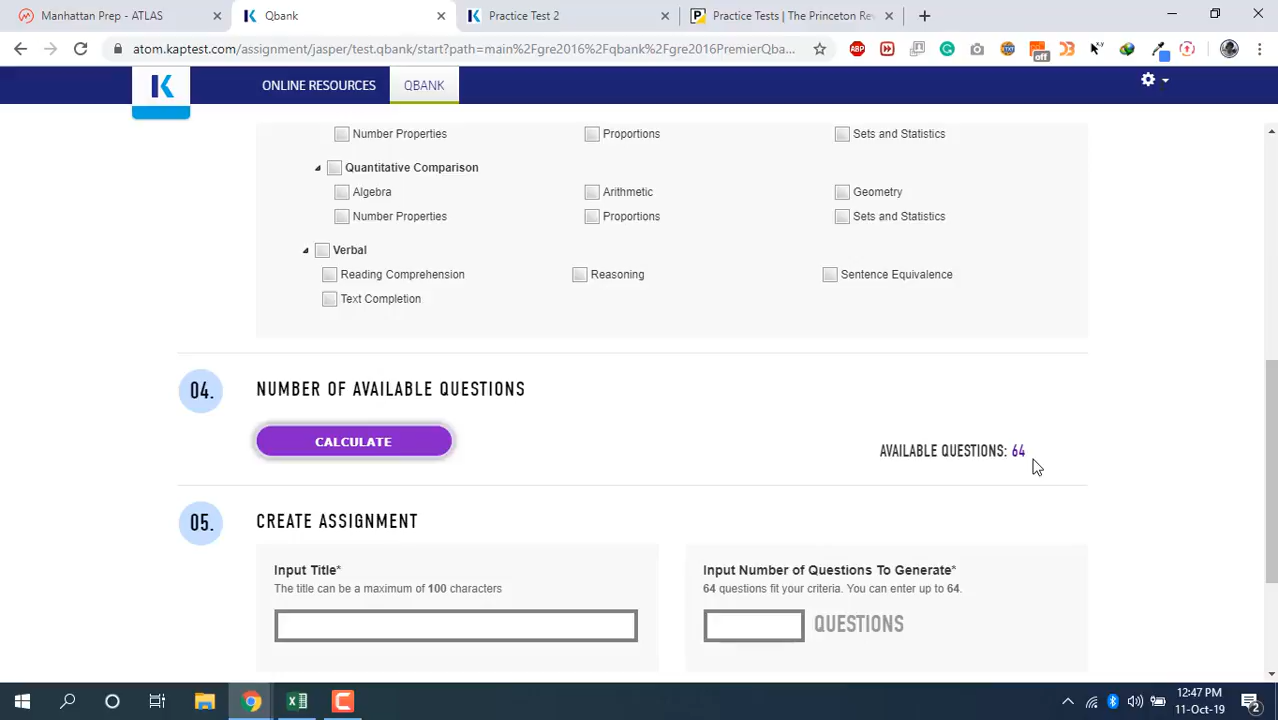 Manhattan Prep - ATLAS
Qbank
Practice Test 2
Practice Tests | The Princeton Rev
atom.kaptest.com/assignment/jasper/test.qbank/start?path=main%2Fgre2016%2Fqbank%2Fgre2016PremierQba...
ABP
off
K
ONLINE RESOURCES
QBANK
Number Properties
Proportions
Sets and Statistics
Quantitative Comparison
Algebra
Arithmetic
Geometry
Number Properties
Proportions
Sets and Statistics
Verbal
Reading Comprehension
Reasoning
Sentence Equivalence
Text Completion
04.
NUMBER OF AVAILABLE QUESTIONS
CALCULATE
AVAILABLE QUESTIONS: 64
05.
CREATE ASSIGNMENT
Input Title*
The title can be a maximum of 100 characters
Input Number of Questions To Generate*
64 questions fit your criteria. You can enter up to 64.
QUESTIONS
12:47 PM
11-Oct-19
2